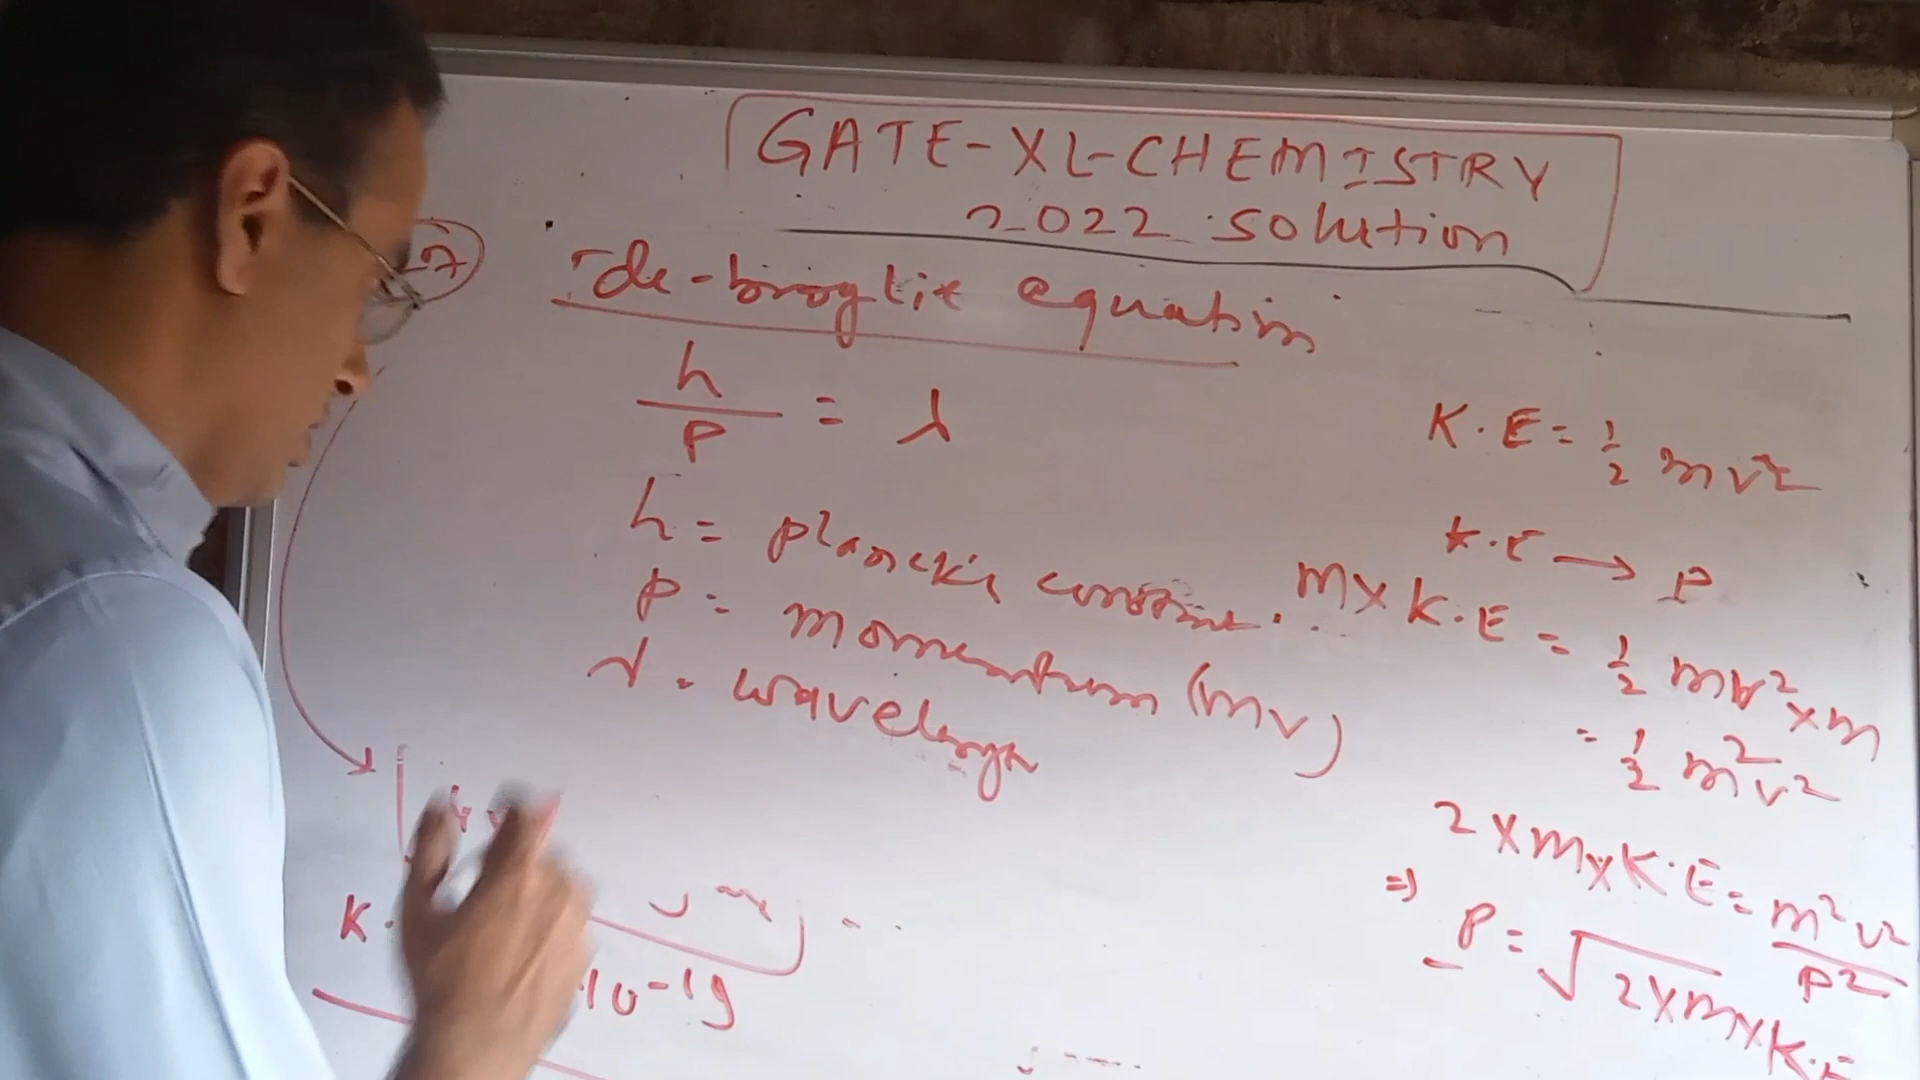 GATE-XL-CHEMISTRY
2022 Solution
de-broglie equation
h/P = λ
h = planck's constant.
p = momentum (mv)
λ = wavelength
K.
10-19
K.E = 1/2 mv²
K.E → P
m x K.E = 1/2 mv² x m
= 1/2 m²v²
2 x m x K.E = m²v²
P²
=> P = √2 x m x K.E